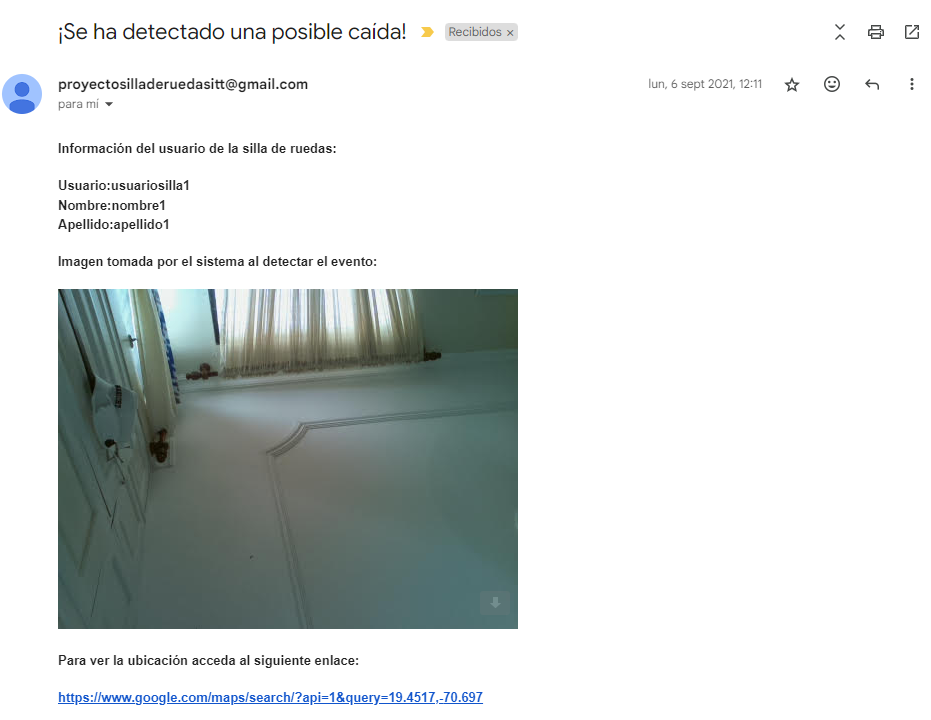 ¡Se ha detectado una posible caída! Recibidos ×
proyectosilladeruedasitt@gmail.com lun, 6 sept 2021, 12:11
para mí
Información del usuario de la silla de ruedas:
Usuario:usuariosilla1
Nombre:nombre1
Apellido:apellido1
Imagen tomada por el sistema al detectar el evento:
Para ver la ubicación acceda al siguiente enlace:
https://www.google.com/maps/search/?api=1&query=19.4517,-70.697